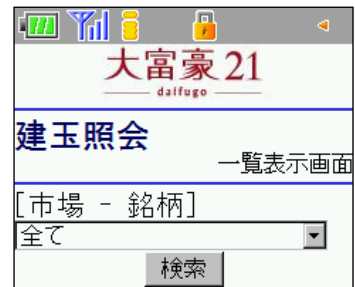 大富豪21
daifugo
建玉照会
一覧表示画面
[市場 - 銘柄]
全て
検索